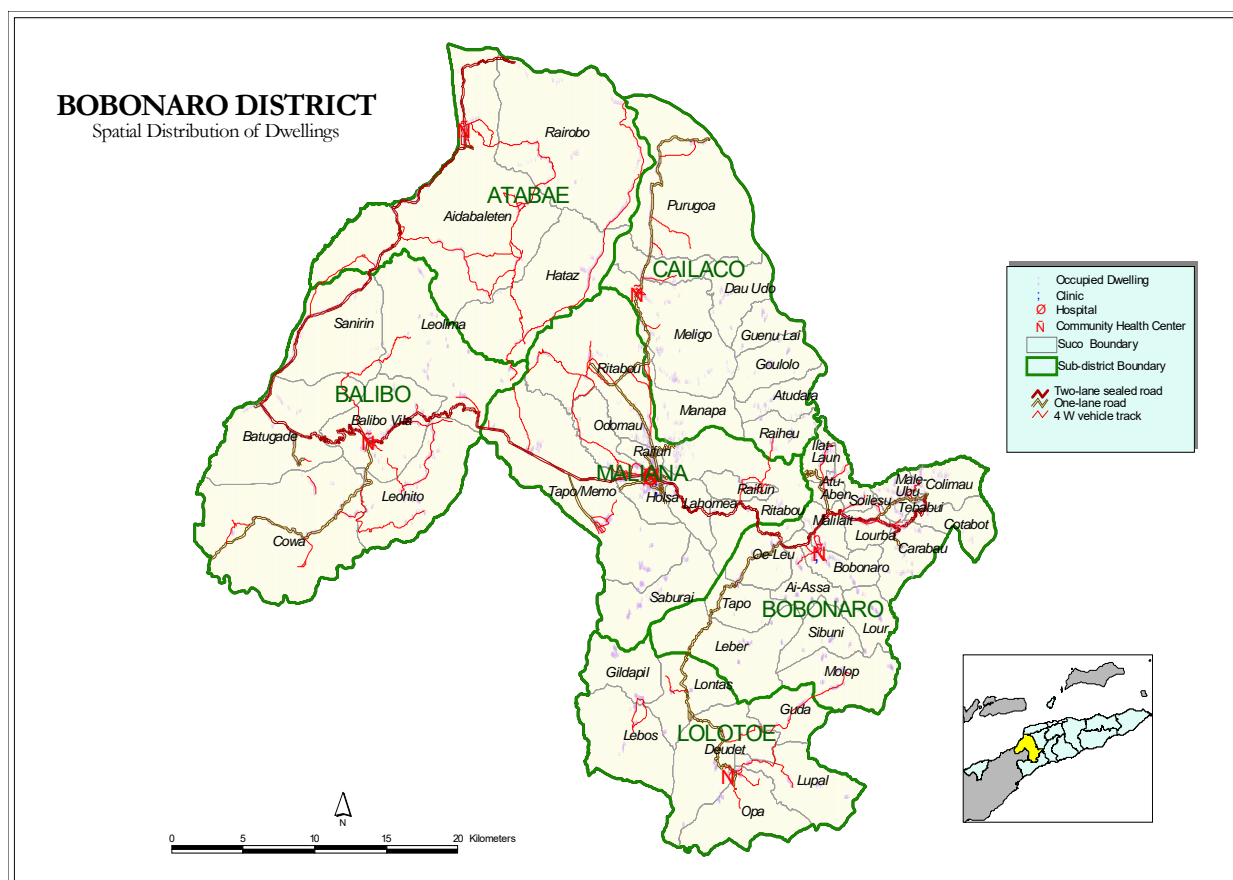 BOBONARO DISTRICT
Spatial Distribution of Dwellings
Rairobo
ATABAE
Aidabaleten
Purugoa
Hataz
CAILACO
Dau Udo
Sanirin
Leolima
Meligo
Guenu Lai
Goulolo
Ritabou
BALIBO
Atudara
Manapa
Balibo Vila
Odomau
Raiheu
Batugade
Raifun
Ilat-
Laun
MALIANA
Tapo/Memo
Holsa
Leohito
Lahomea
Raifun
Ritabou
Atu-
Aben
Soilesu
Male-
Ubu
Colimau
Tebabui
Malilait
Cotabot
Lourba
Carabau
Cowa
Oe-Leu
Bobonaro
Ai-Assa
Saburai
Tapo
BOBONARO
Sibuni
Lour
Leber
Molop
Gildapil
Lontas
Guda
Lebos
LOLOTOE
Deudet
Lupal
Opa
Occupied Dwelling
; Clinic
Ø Hospital
Ñ Community Health Center
Suco Boundary
Sub-district Boundary
Two-lane sealed road
One-lane road
4 W vehicle track
N
0 5 10 15 20 Kilometers